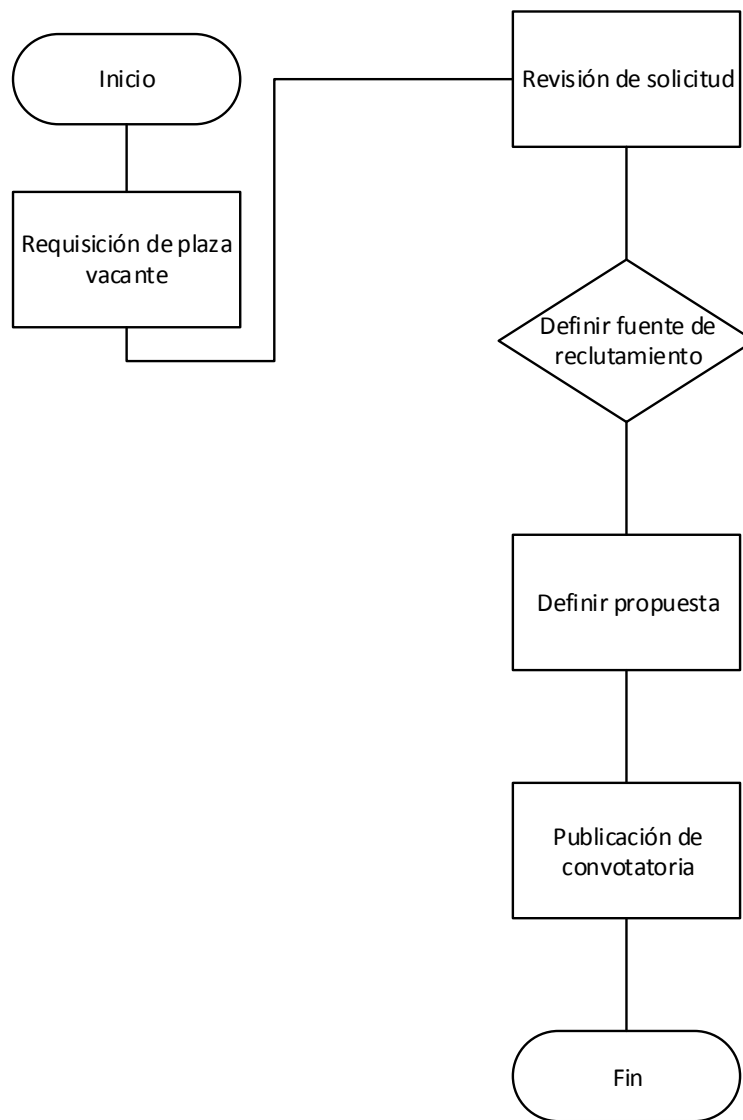 Inicio
Requisición de plaza
vacante
Revisión de solicitud
Definir fuente de
reclutamiento
Definir propuesta
Publicación de
convotatoria
Fin